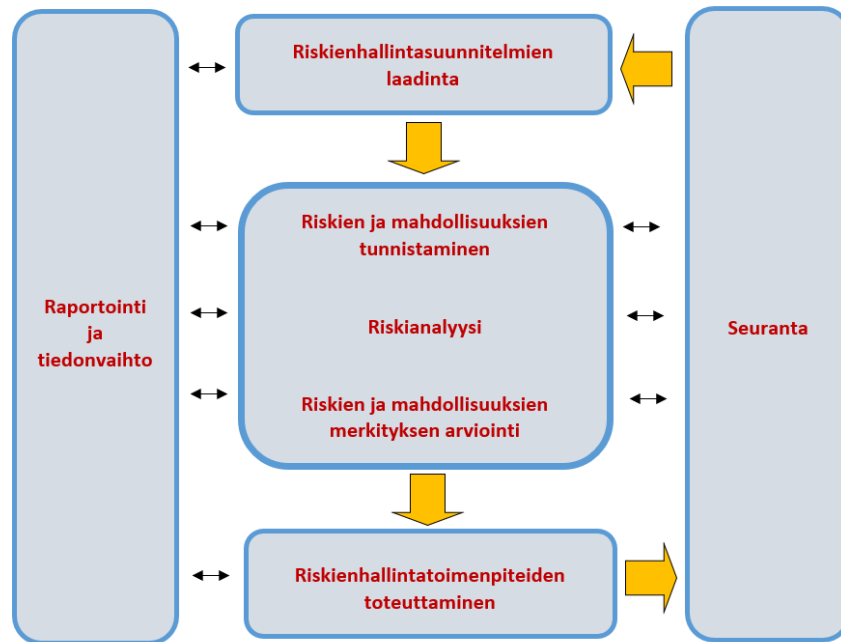 Riskienhallintasuunnitelmien
laadinta
Riskien ja mahdollisuuksien
tunnistaminen
Raportointi
ja
tiedonvaihto
Riskianalyysi
Seuranta
Riskien ja mahdollisuuksien
merkityksen arviointi
Riskienhallintatoimenpiteiden
toteuttaminen